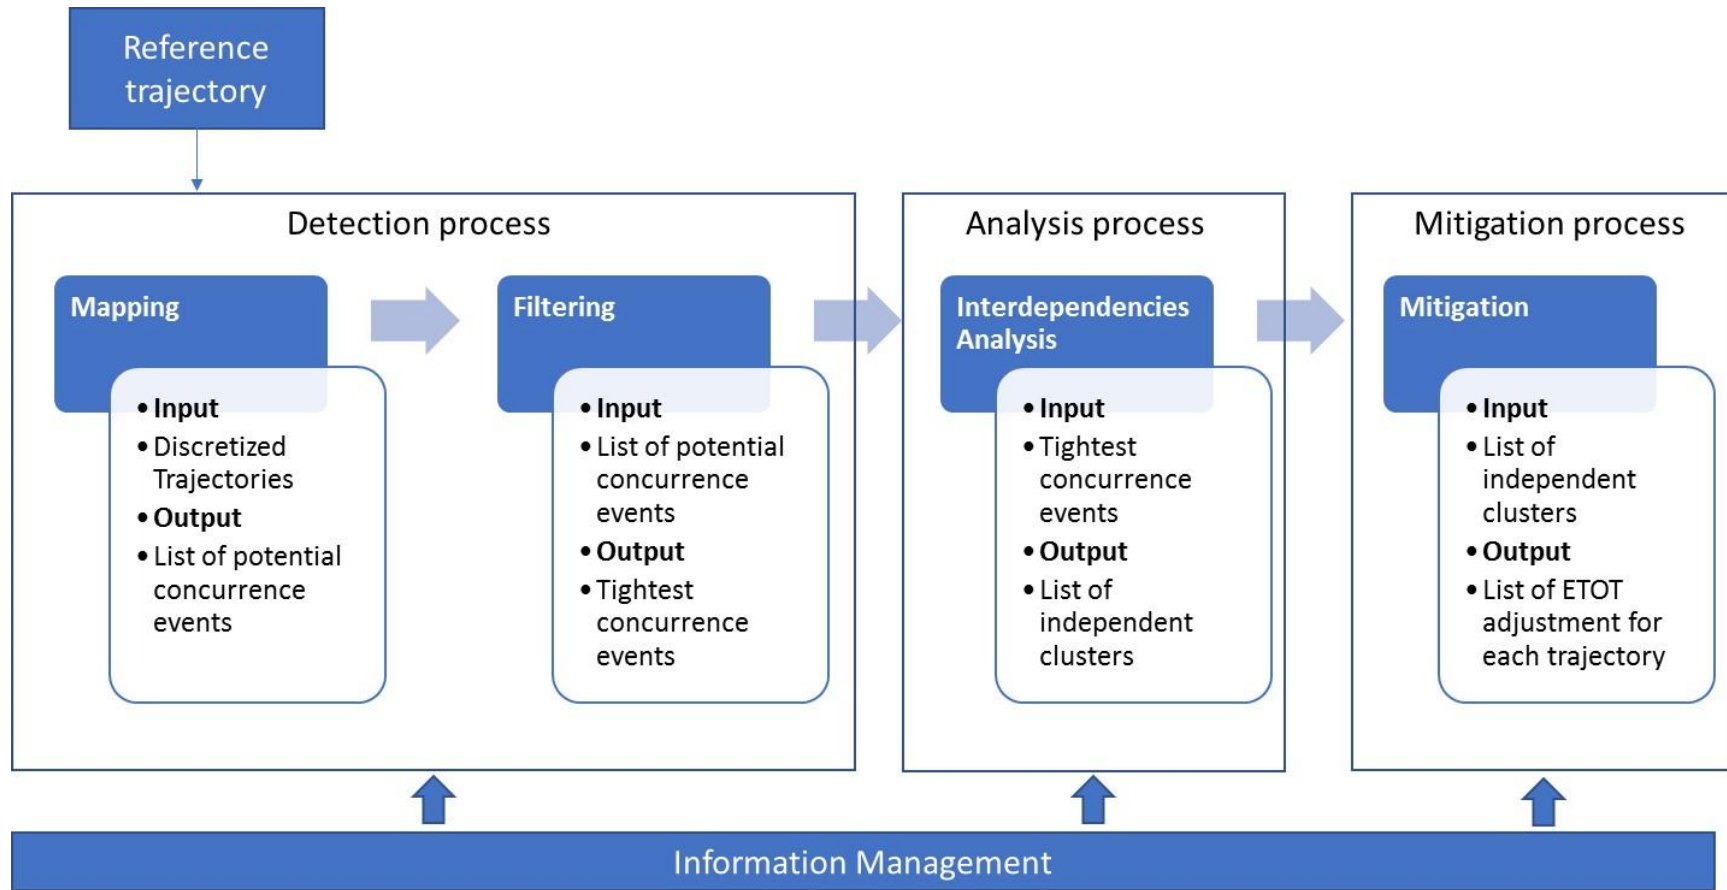 Reference
trajectory
Detection process
Mapping
• Input
• Discretized
Trajectories
• Output
• List of potential
concurrence
events
Filtering
• Input
• List of potential
concurrence
events
• Output
• Tightest
concurrence
events
Analysis process
Interdependencies
Analysis
• Input
• Tightest
concurrence
events
• Output
• List of
independent
clusters
Mitigation process
Mitigation
• Input
• List of
independent
clusters
• Output
• List of ETOT
adjustment for
each trajectory
Information Management